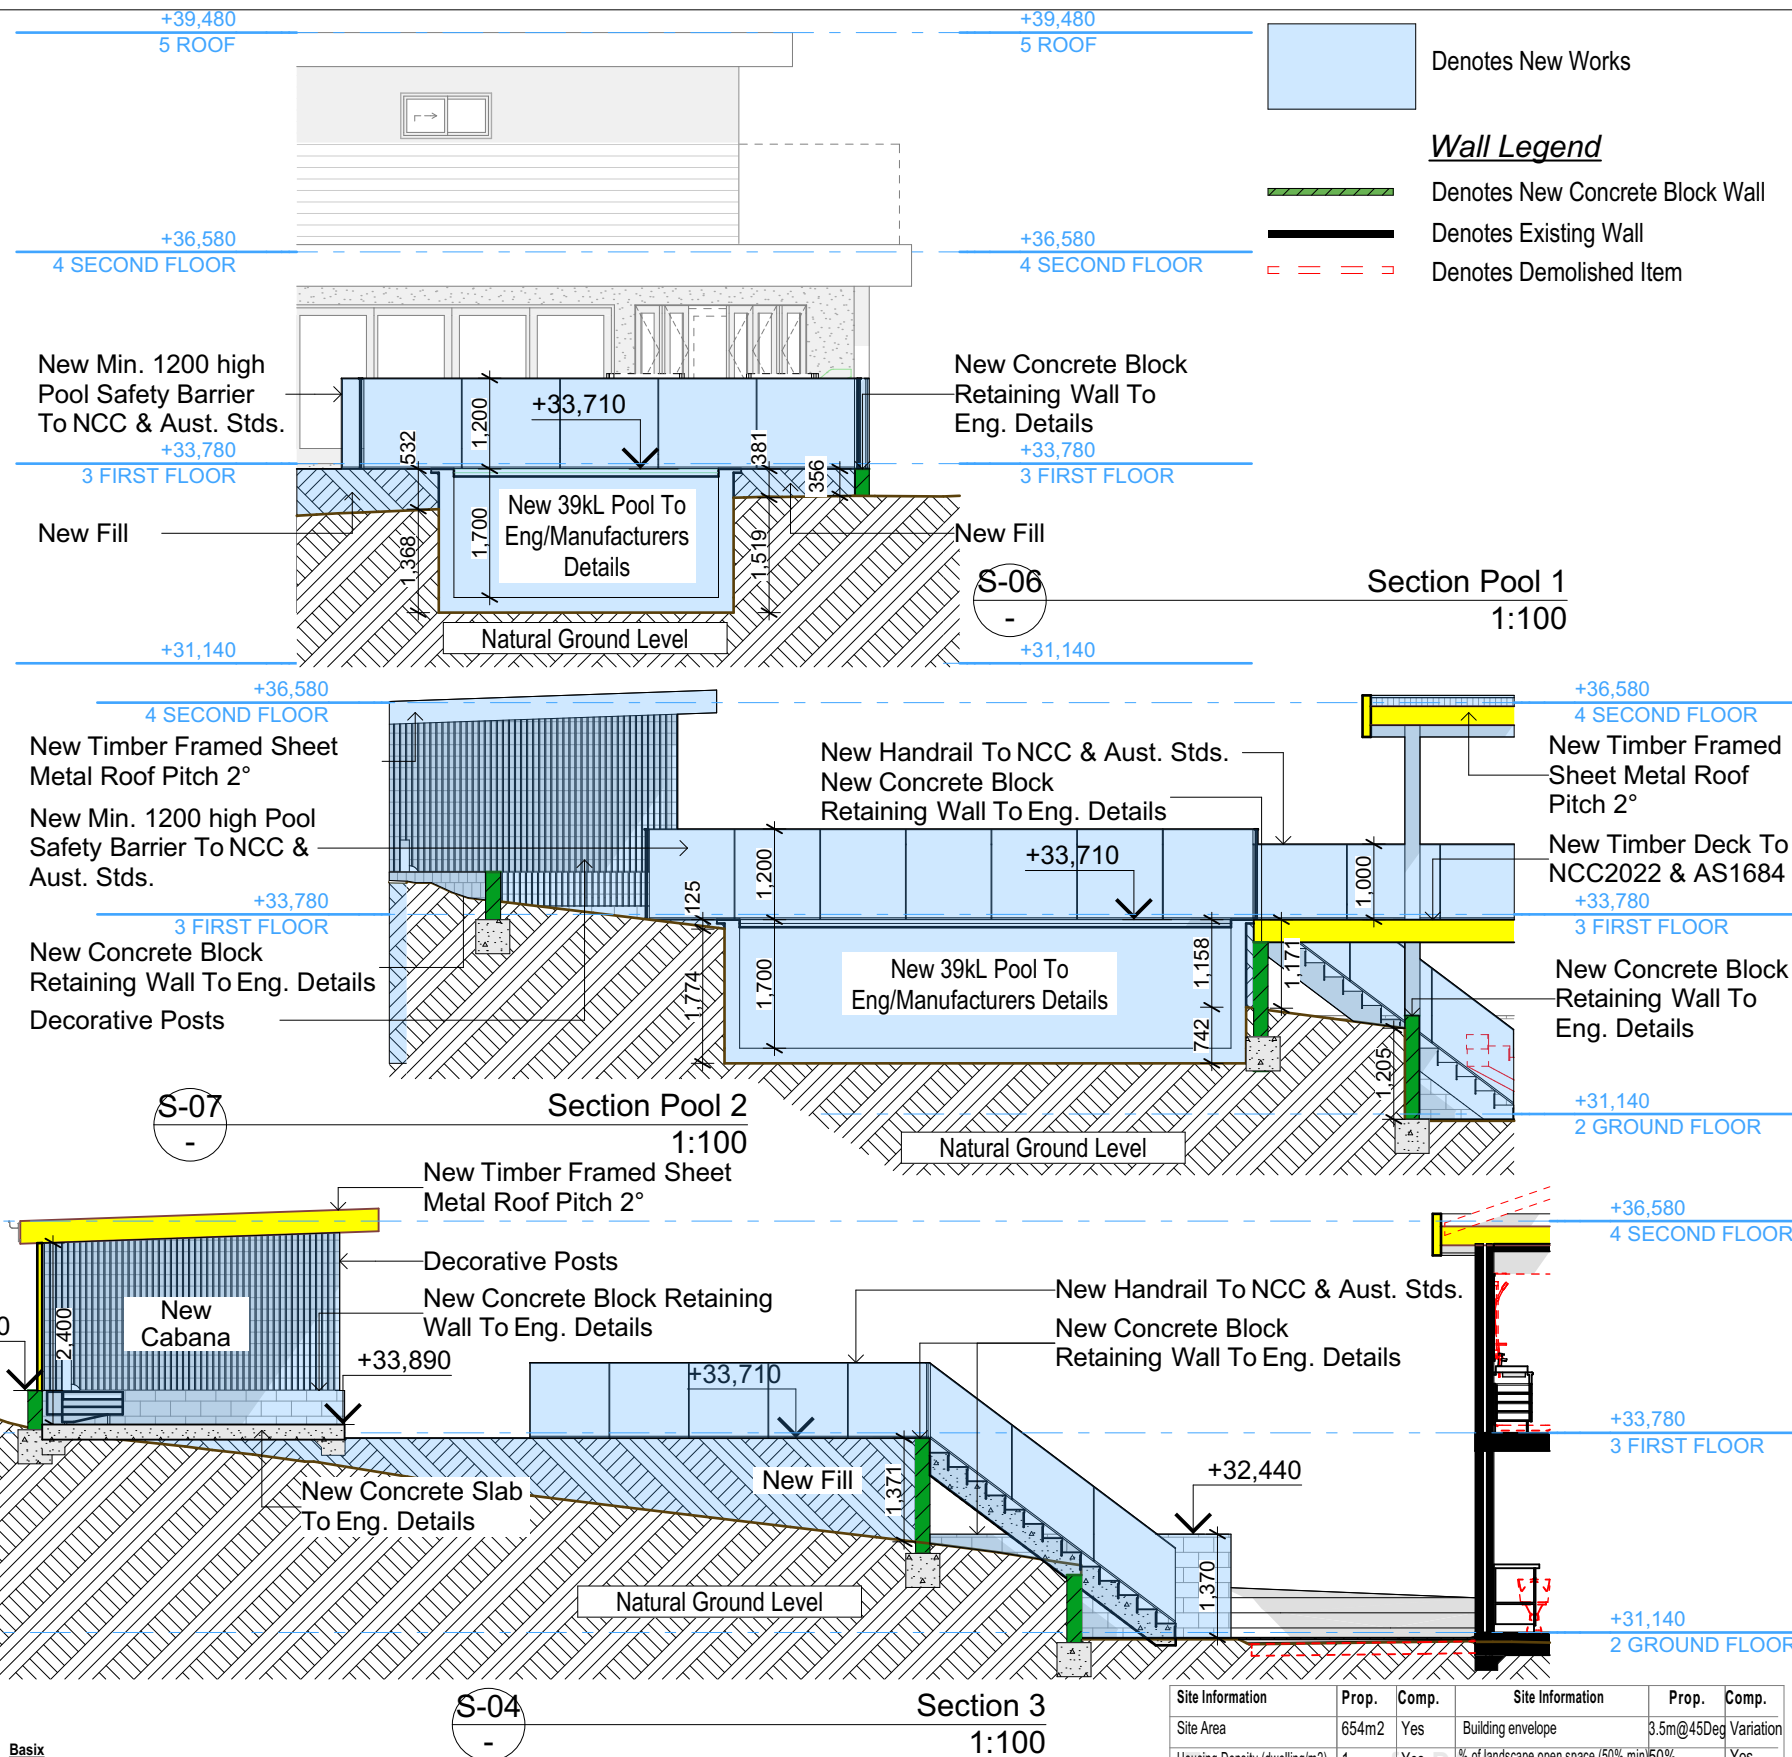 +39,480
5 ROOF
+39,480
5 ROOF
Denotes New Works
Wall Legend
Denotes New Concrete Block Wall
Denotes Existing Wall
Denotes Demolished Item
+36,580
4 SECOND FLOOR
+36,580
4 SECOND FLOOR
New Min. 1200 high
Pool Safety Barrier
To NCC & Aust. Stds.
New Concrete Block
Retaining Wall To
Eng. Details
+33,780
3 FIRST FLOOR
+33,780
3 FIRST FLOOR
532
1,200
+33,710
381
356
New Fill
New Fill
1,368
1,700
1,519
New 39kL Pool To
Eng/Manufacturers
Details
Natural Ground Level
S-06
-
Section Pool 1
1:100
+31,140
+31,140
+36,580
4 SECOND FLOOR
+36,580
4 SECOND FLOOR
New Timber Framed Sheet
Metal Roof Pitch 2°
New Min. 1200 high Pool
Safety Barrier To NCC &
Aust. Stds.
+33,780
3 FIRST FLOOR
New Concrete Block
Retaining Wall To Eng. Details
Decorative Posts
New Handrail To NCC & Aust. Stds.
New Concrete Block
Retaining Wall To Eng. Details
New Timber Framed
Sheet Metal Roof
Pitch 2°
New Timber Deck To
NCC2022 & AS1684
+33,780
3 FIRST FLOOR
New Concrete Block
Retaining Wall To
Eng. Details
125
1,200
+33,710
1,000
1,774
1,700
1,158
1,171
742
1,205
New 39kL Pool To
Eng/Manufacturers Details
+31,140
2 GROUND FLOOR
Natural Ground Level
S-07
-
Section Pool 2
1:100
New Timber Framed Sheet
Metal Roof Pitch 2°
Decorative Posts
New Concrete Block Retaining
Wall To Eng. Details
New
Cabana
2,400
0
+33,890
+33,710
New Handrail To NCC & Aust. Stds.
New Concrete Block
Retaining Wall To Eng. Details
+36,580
4 SECOND FLOOR
+33,780
3 FIRST FLOOR
New Fill
1,371
+32,440
New Concrete Slab
To Eng. Details
Natural Ground Level
1,370
+31,140
2 GROUND FLOOR
S-04
-
Section 3
1:100
Basix
Site Information Prop. Comp. Site Information Prop. Comp.
Site Area 654m2 Yes Building envelope 3.5m@45Deg Variation
% of landscape open space (50% min) 50% Yes